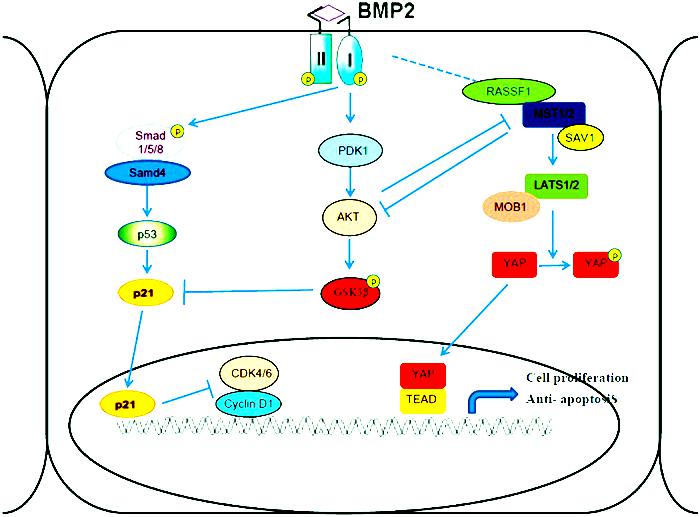 BMP2
II
I
P
P
RASSF1
MST1/2
SAV1
Smad
1/5/8
P
Samd4
PDK1
LATS1/2
MOB1
AKT
p53
YAP
YAP
P
p21
GSK3β
P
CDK4/6
Cyclin D1
p21
YAP
TEAD
Cell proliferation
Anti- apoptosis